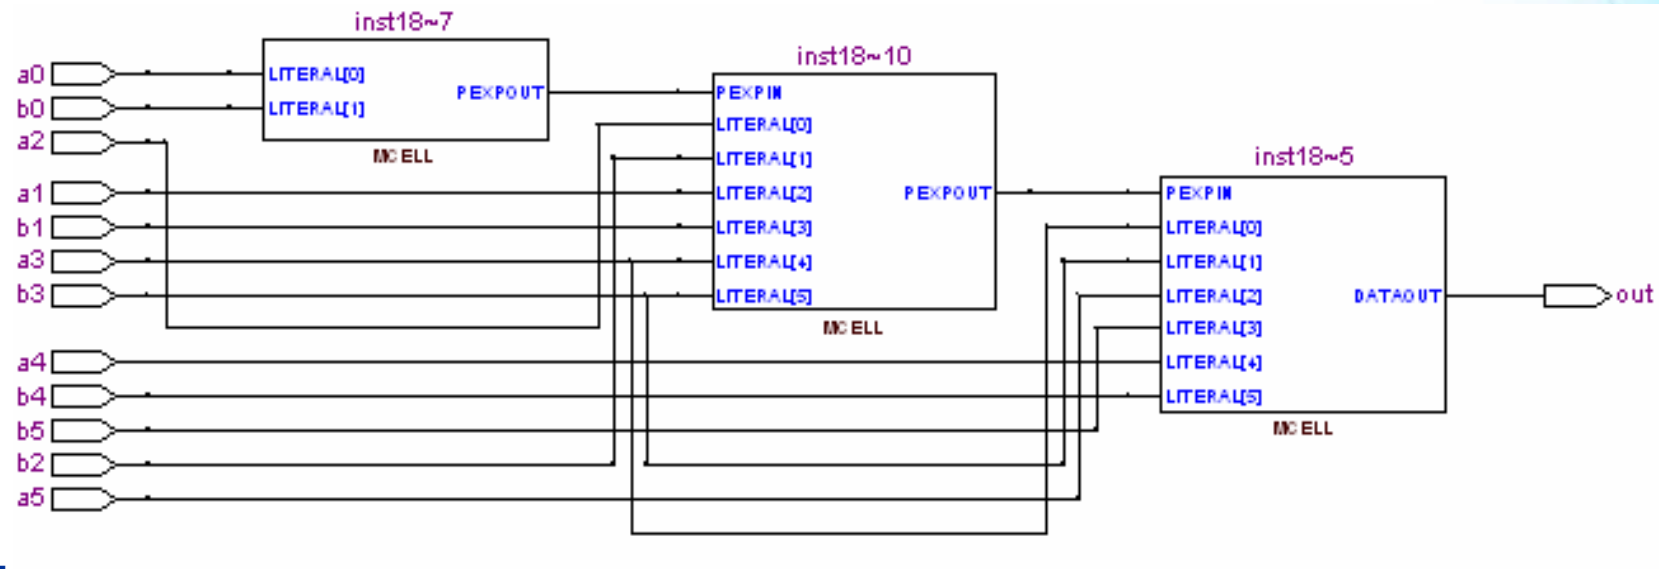 inst18~7
a0
LITERAL[0]
PEXPOUT
b0
LITERAL[1]
a2
MCELL
inst18~10
PEXPIN
LITERAL[0]
LITERAL[1]
a1
LITERAL[2]
PEXPOUT
b1
LITERAL[3]
a3
LITERAL[4]
b3
LITERAL[5]
MCELL
inst18~5
PEXPIN
LITERAL[0]
LITERAL[1]
LITERAL[2]
DATAOUT
out
LITERAL[3]
a4
LITERAL[4]
b4
LITERAL[5]
b5
MCELL
b2
a5